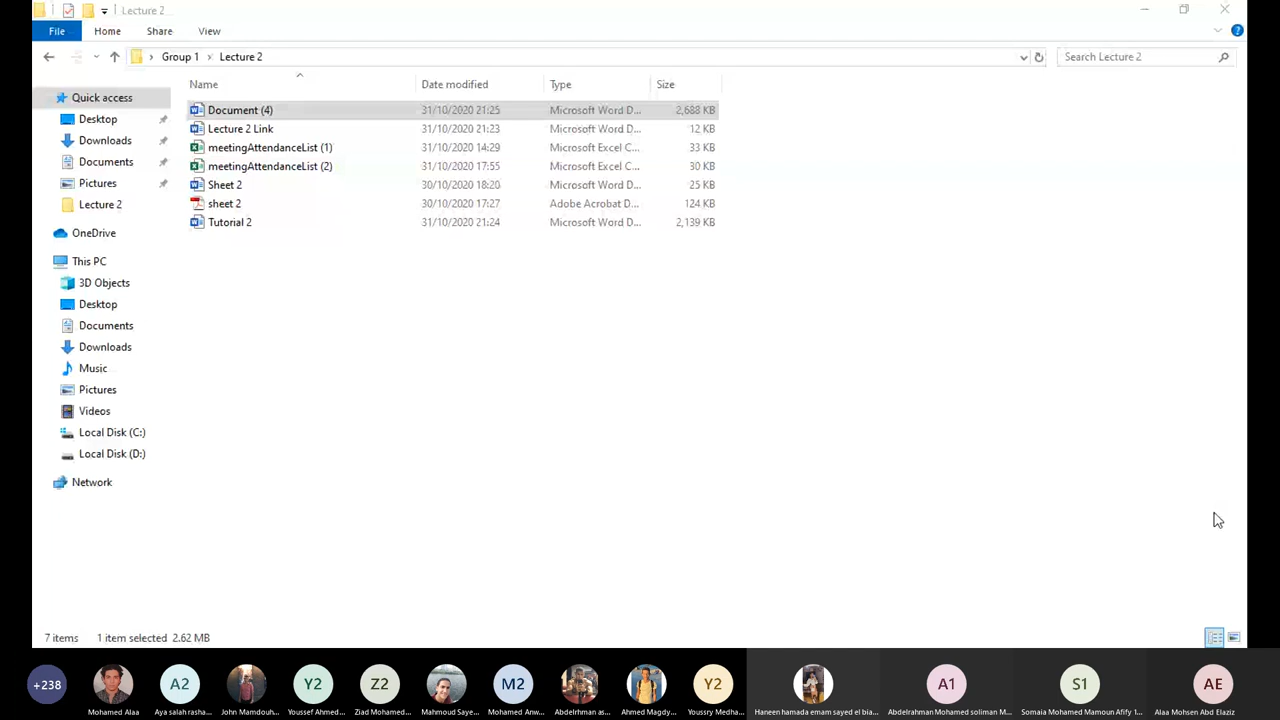 Lecture 2
File Home Share View
Group 1 Lecture 2 Search Lecture 2
Name Date modified Type Size
Quick access
Desktop
Downloads
Documents
Pictures
Lecture 2
OneDrive
This PC
3D Objects
Desktop
Documents
Downloads
Music
Pictures
Videos
Local Disk (C:)
Local Disk (D:)
Network
Document (4) 31/10/2020 21:25 Microsoft Word D... 2,688 KB
Lecture 2 Link 31/10/2020 21:23 Microsoft Word D... 12 KB
meetingAttendanceList (1) 31/10/2020 14:29 Microsoft Excel C... 33 KB
meetingAttendanceList (2) 31/10/2020 17:55 Microsoft Excel C... 30 KB
Sheet 2 30/10/2020 18:20 Microsoft Word D... 25 KB
sheet 2 30/10/2020 17:27 Adobe Acrobat D... 124 KB
Tutorial 2 31/10/2020 21:24 Microsoft Word D... 2,139 KB
7 items 1 item selected 2.62 MB
+238 A2 Y2 Z2 M2 Y2 A1 S1 AE
Mohamed Alaa Aya salah rasha... John Mamdouh... Youssef Ahmed... Ziad Mohamed... Mahmoud Saye... Mohamed Anw... Abdelrhman as... Ahmed Magdy... Youssry Medha... Haneen hamada emam sayed el bia... Abdelrahman Mohamed soliman M... Somaia Mohamed Mamoun Afify 1... Alaa Mohsen Abd Elaziz